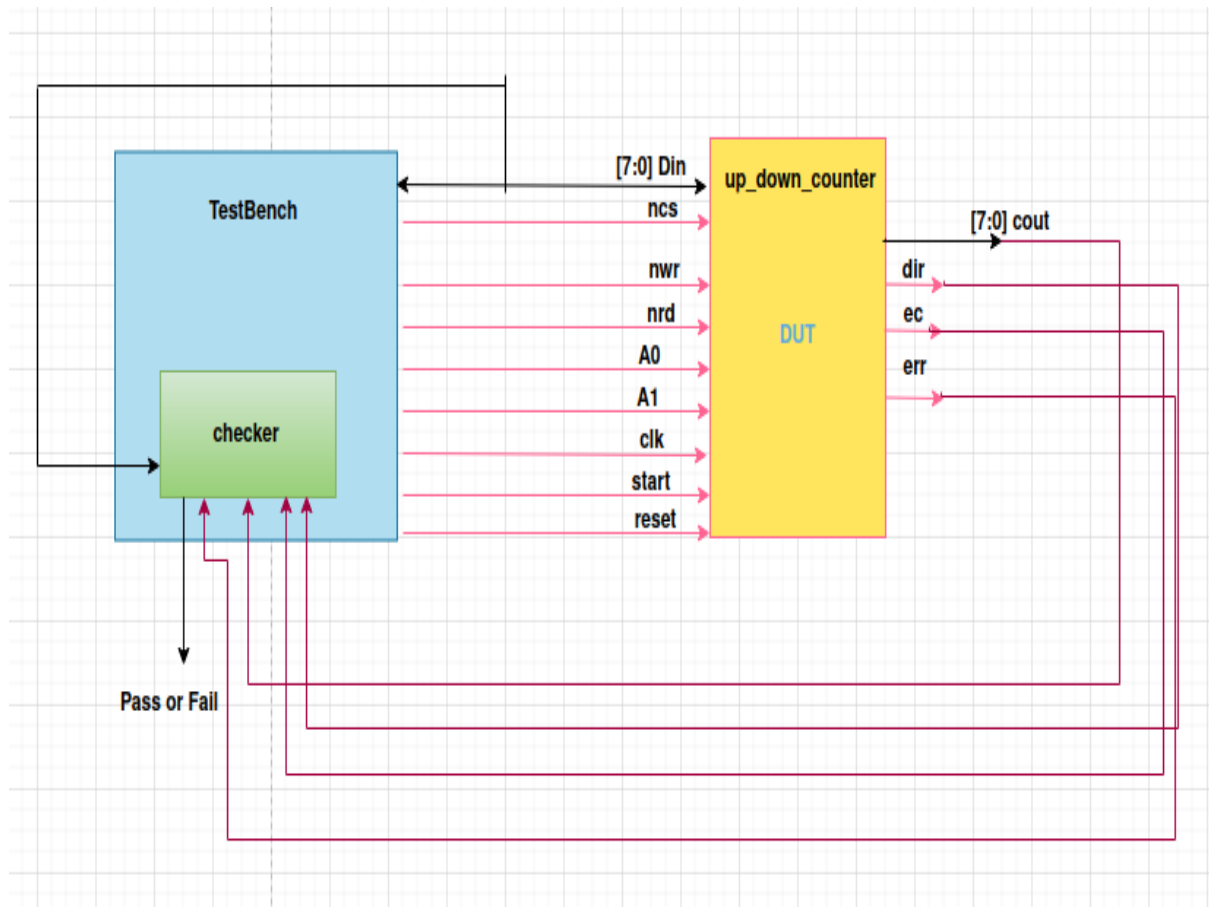 [7:0] Din
up_down_counter
TestBench
ncs
[7:0] cout
nwr
dir
nrd
ec
DUT
A0
err
A1
checker
clk
start
reset
Pass or Fail